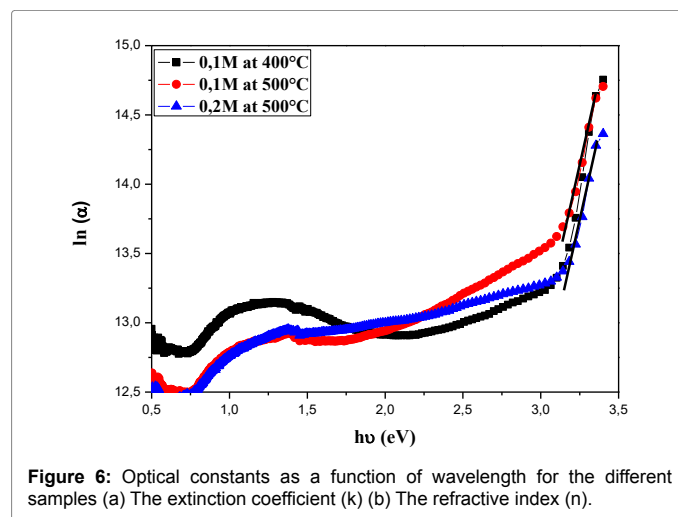 15,0
14,5
14,0
13,5
13,0
12,5
ln (α)
0,1M at 400°C
0,1M at 500°C
0,2M at 500°C
0,5 1,0 1,5 2,0 2,5 3,0 3,5
hυ (eV)
Figure 6: Optical constants as a function of wavelength for the different
samples (a) The extinction coefficient (k) (b) The refractive index (n).